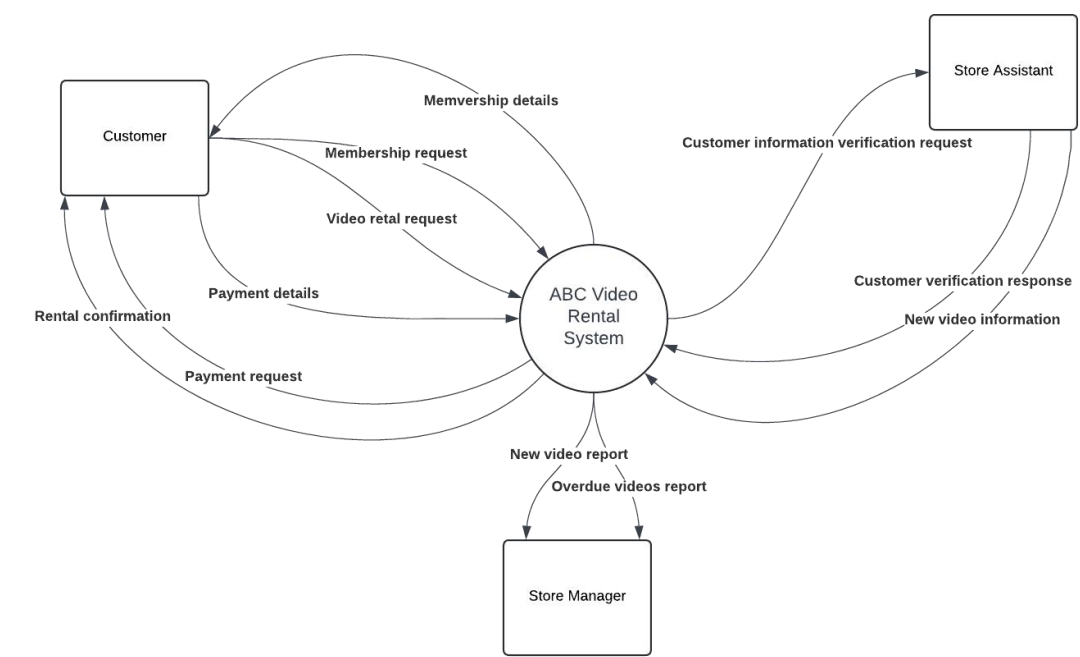 Store Assistant
Memvership details
Customer
Customer information verification request
Membership request
Video retal request
Customer verification response
Payment details
ABC Video
Rental
System
Rental confirmation
New video information
Payment request
New video report
Overdue videos report
Store Manager